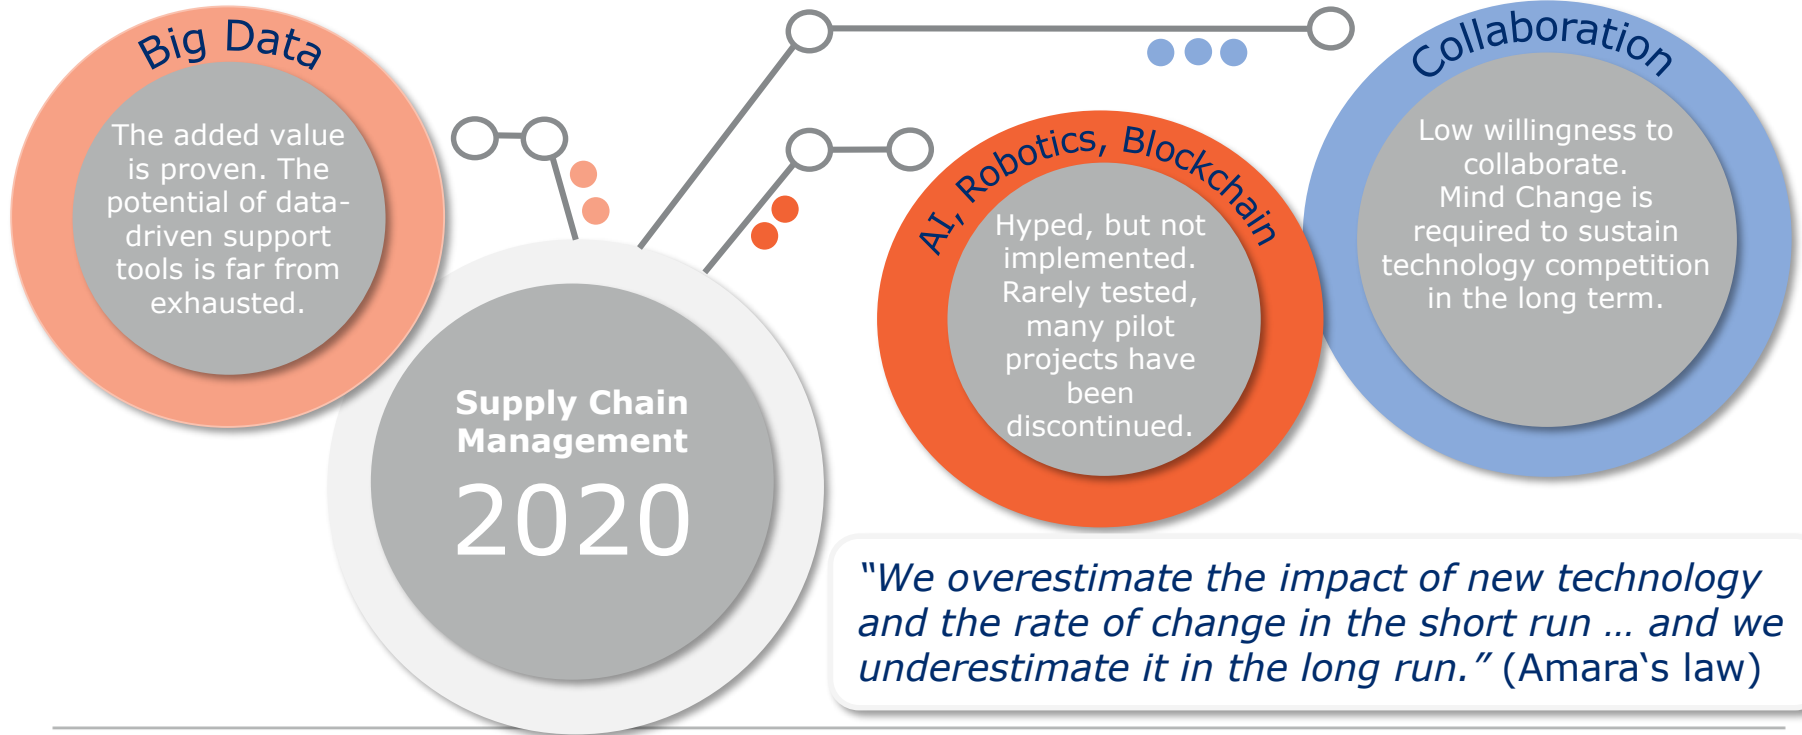 Big Data
The added value
is proven. The
potential of data-
driven support
tools is far from
exhausted.
Supply Chain
Management
2020
AI, Robotics, Blockchain
Hyped, but not
implemented.
Rarely tested,
many pilot
projects have
been
discontinued.
Collaboration
Low willingness to
collaborate.
Mind Change is
required to sustain
technology competition
in the long term.
“We overestimate the impact of new technology
and the rate of change in the short run … and we
underestimate it in the long run.” (Amara‘s law)